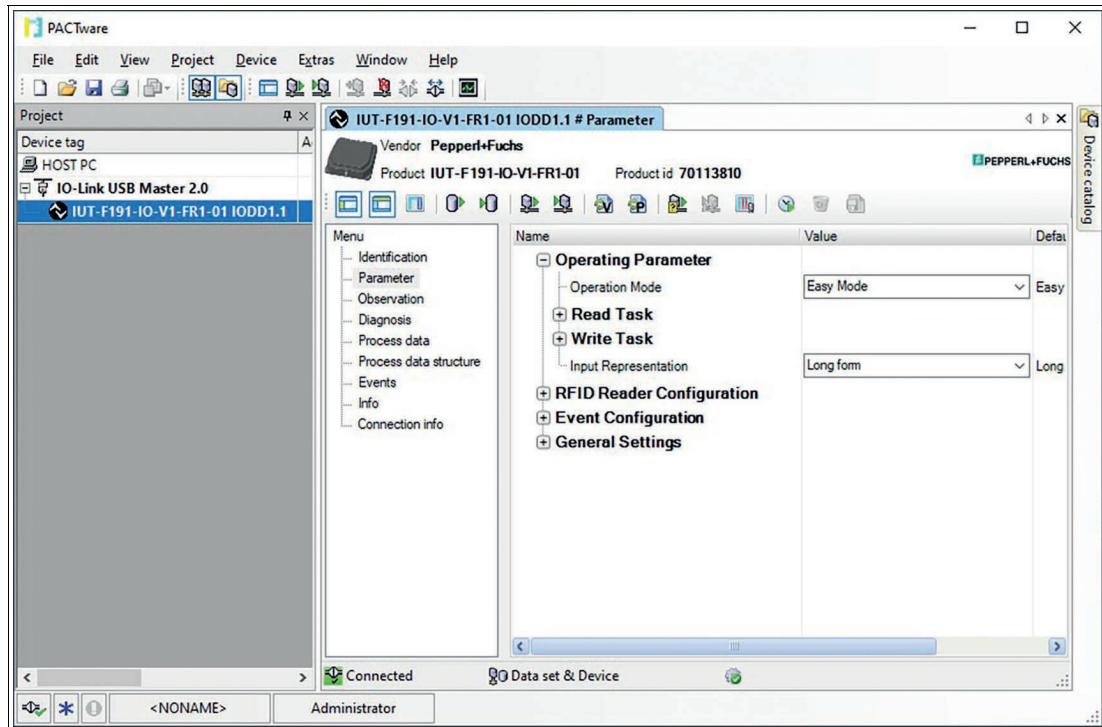 PACTware
File Edit View Project Device Extras Window Help
Project
Device tag A
HOST PC
IO-Link USB Master 2.0
IUT-F191-IO-V1-FR1-01 IODD1.1
IUT-F191-IO-V1-FR1-01 IODD1.1 # Parameter
Vendor Pepperl+Fuchs
Product IUT-F191-IO-V1-FR1-01 Product id 70113810
PEPPERL+FUCHS
Device catalog
Menu
Identification
Parameter
Observation
Diagnosis
Process data
Process data structure
Events
Info
Connection info
Name Value Defau
Operating Parameter
Operation Mode Easy Mode Easy
Read Task
Write Task
Input Representation Long form Long
RFID Reader Configuration
Event Configuration
General Settings
Connected Data set & Device
<NONAME> Administrator